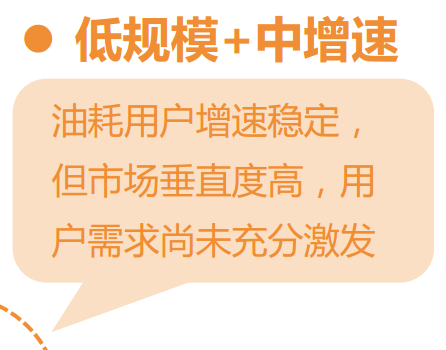 低规模+中增速
油耗用户增速稳定，
但市场垂直度高，用
户需求尚未充分激发